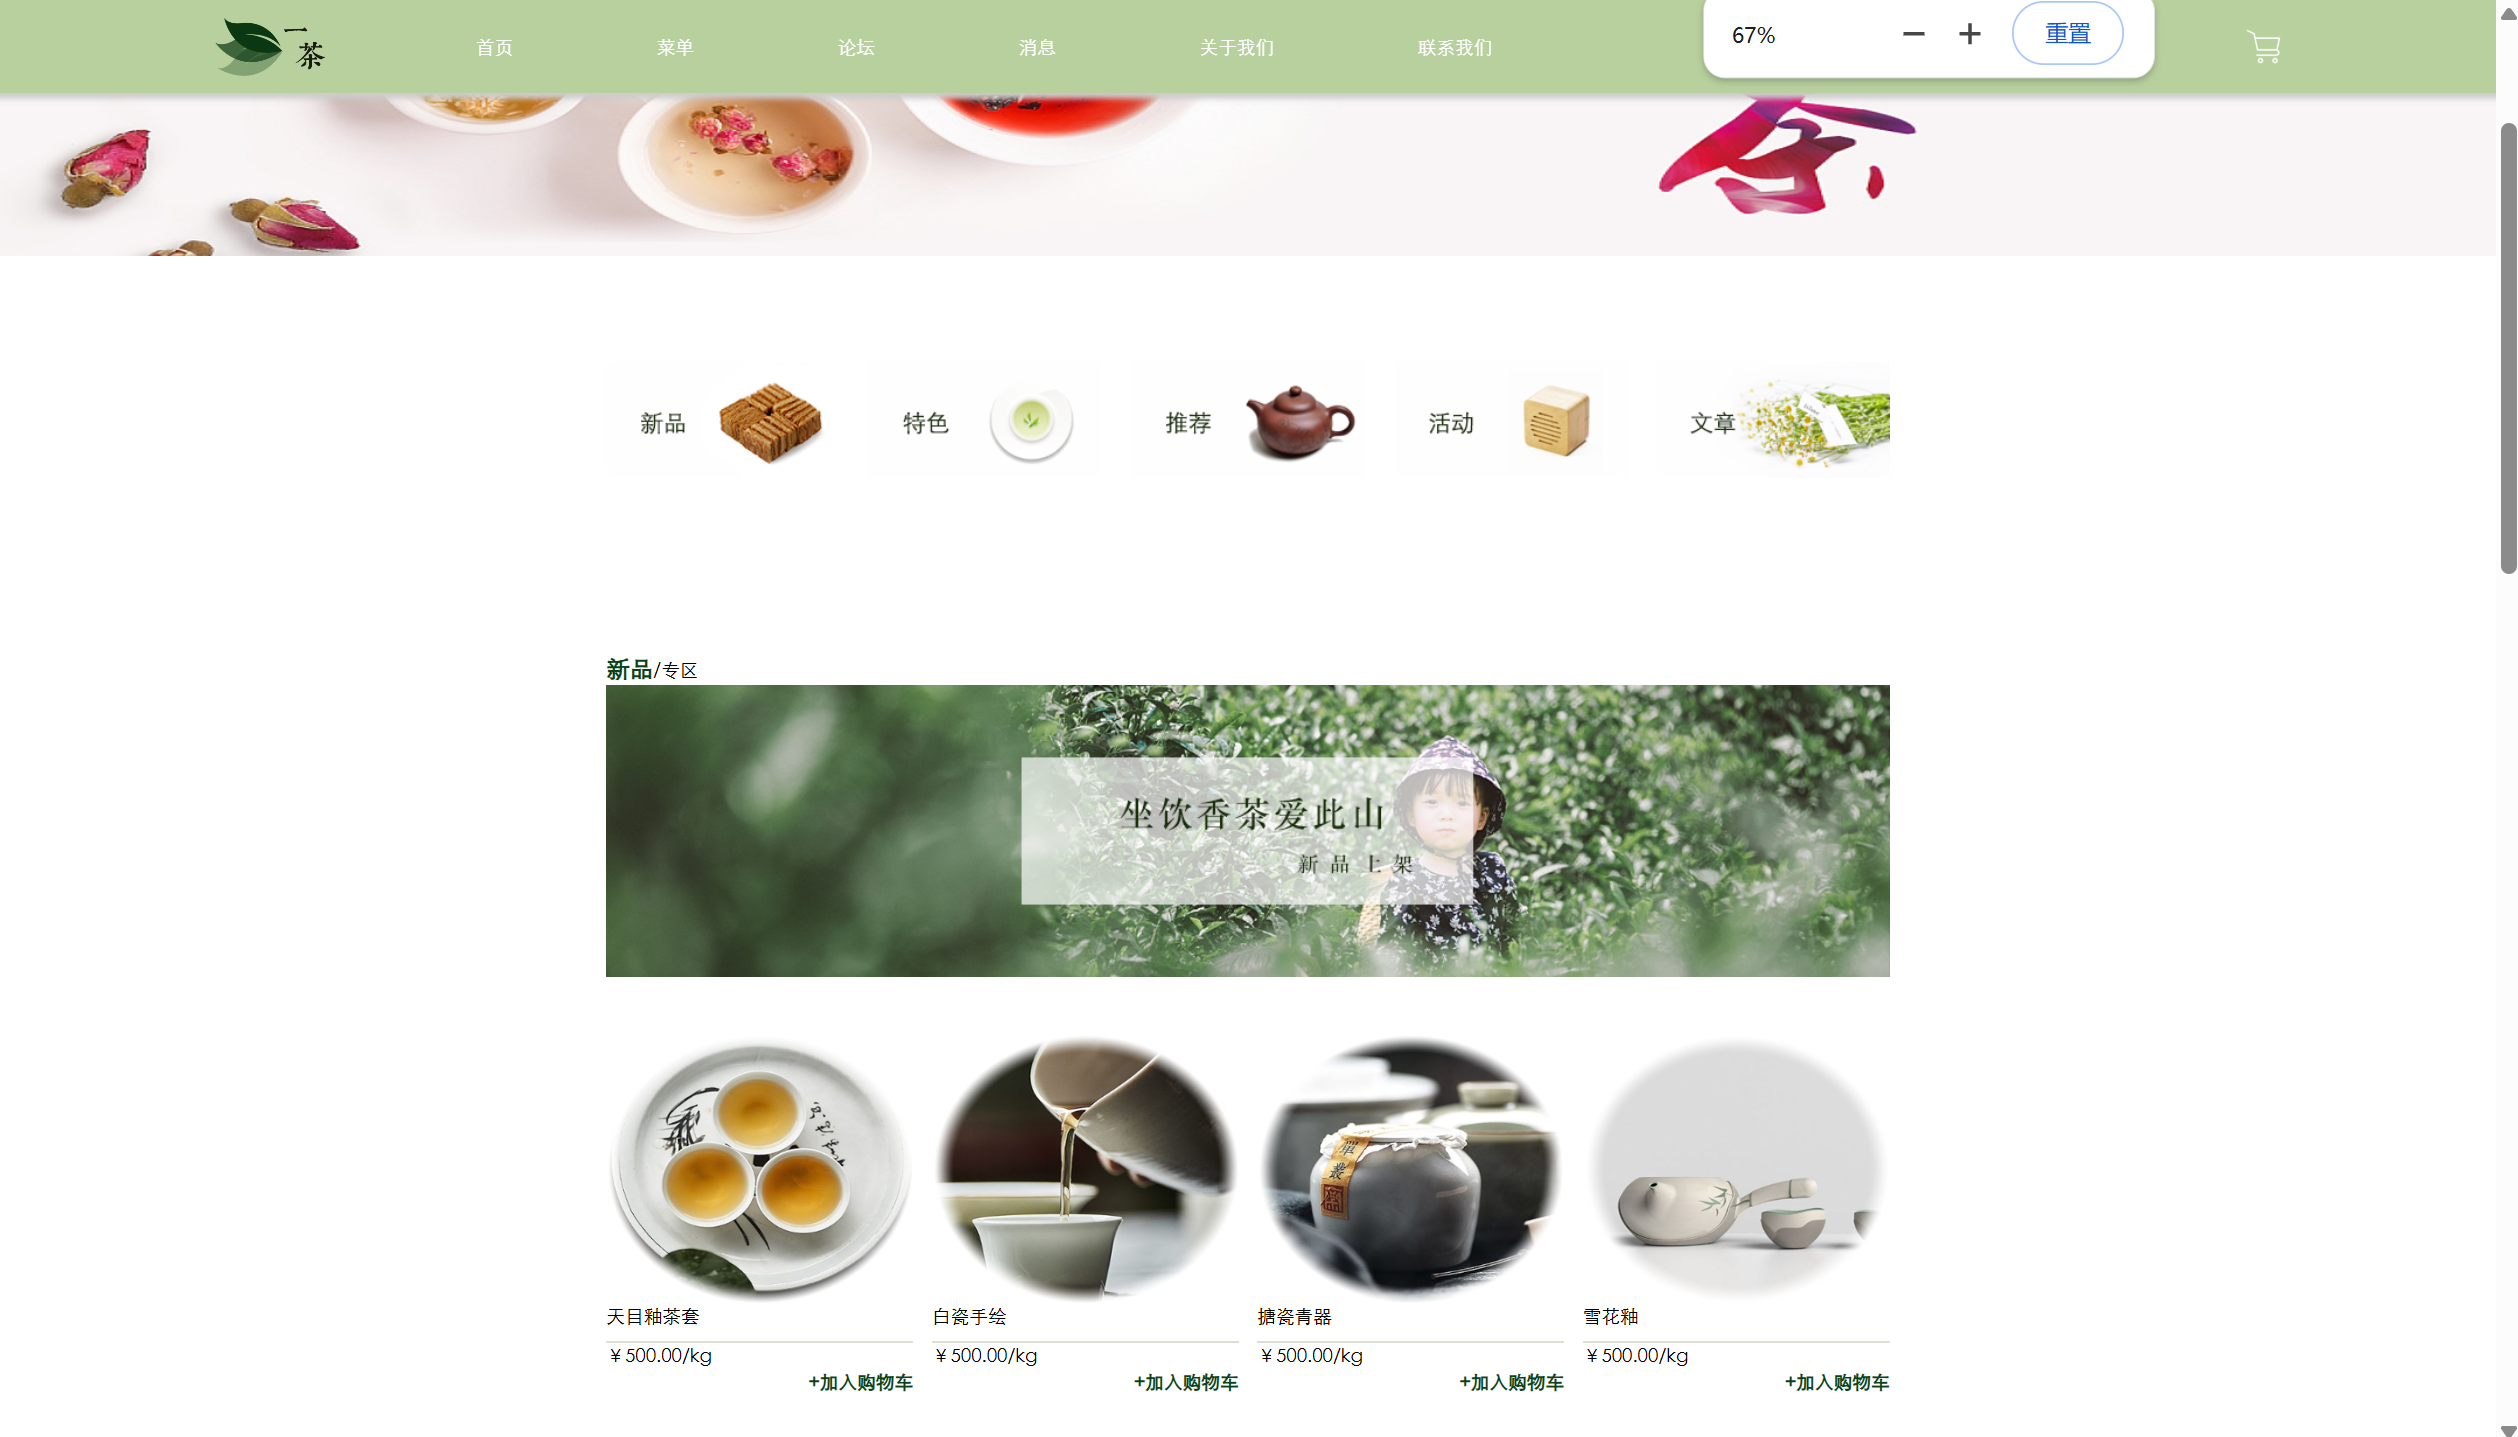 一
茶
首页
菜单
论坛
消息
关于我们
联系我们
67%
重置
茶
新品
特色
推荐
活动
文章
新品/专区
坐饮香茶爱此山
新品上架
天目釉茶套
白瓷手绘
搪瓷青器
雪花釉
￥500.00/kg
￥500.00/kg
￥500.00/kg
￥500.00/kg
+加入购物车
+加入购物车
+加入购物车
+加入购物车